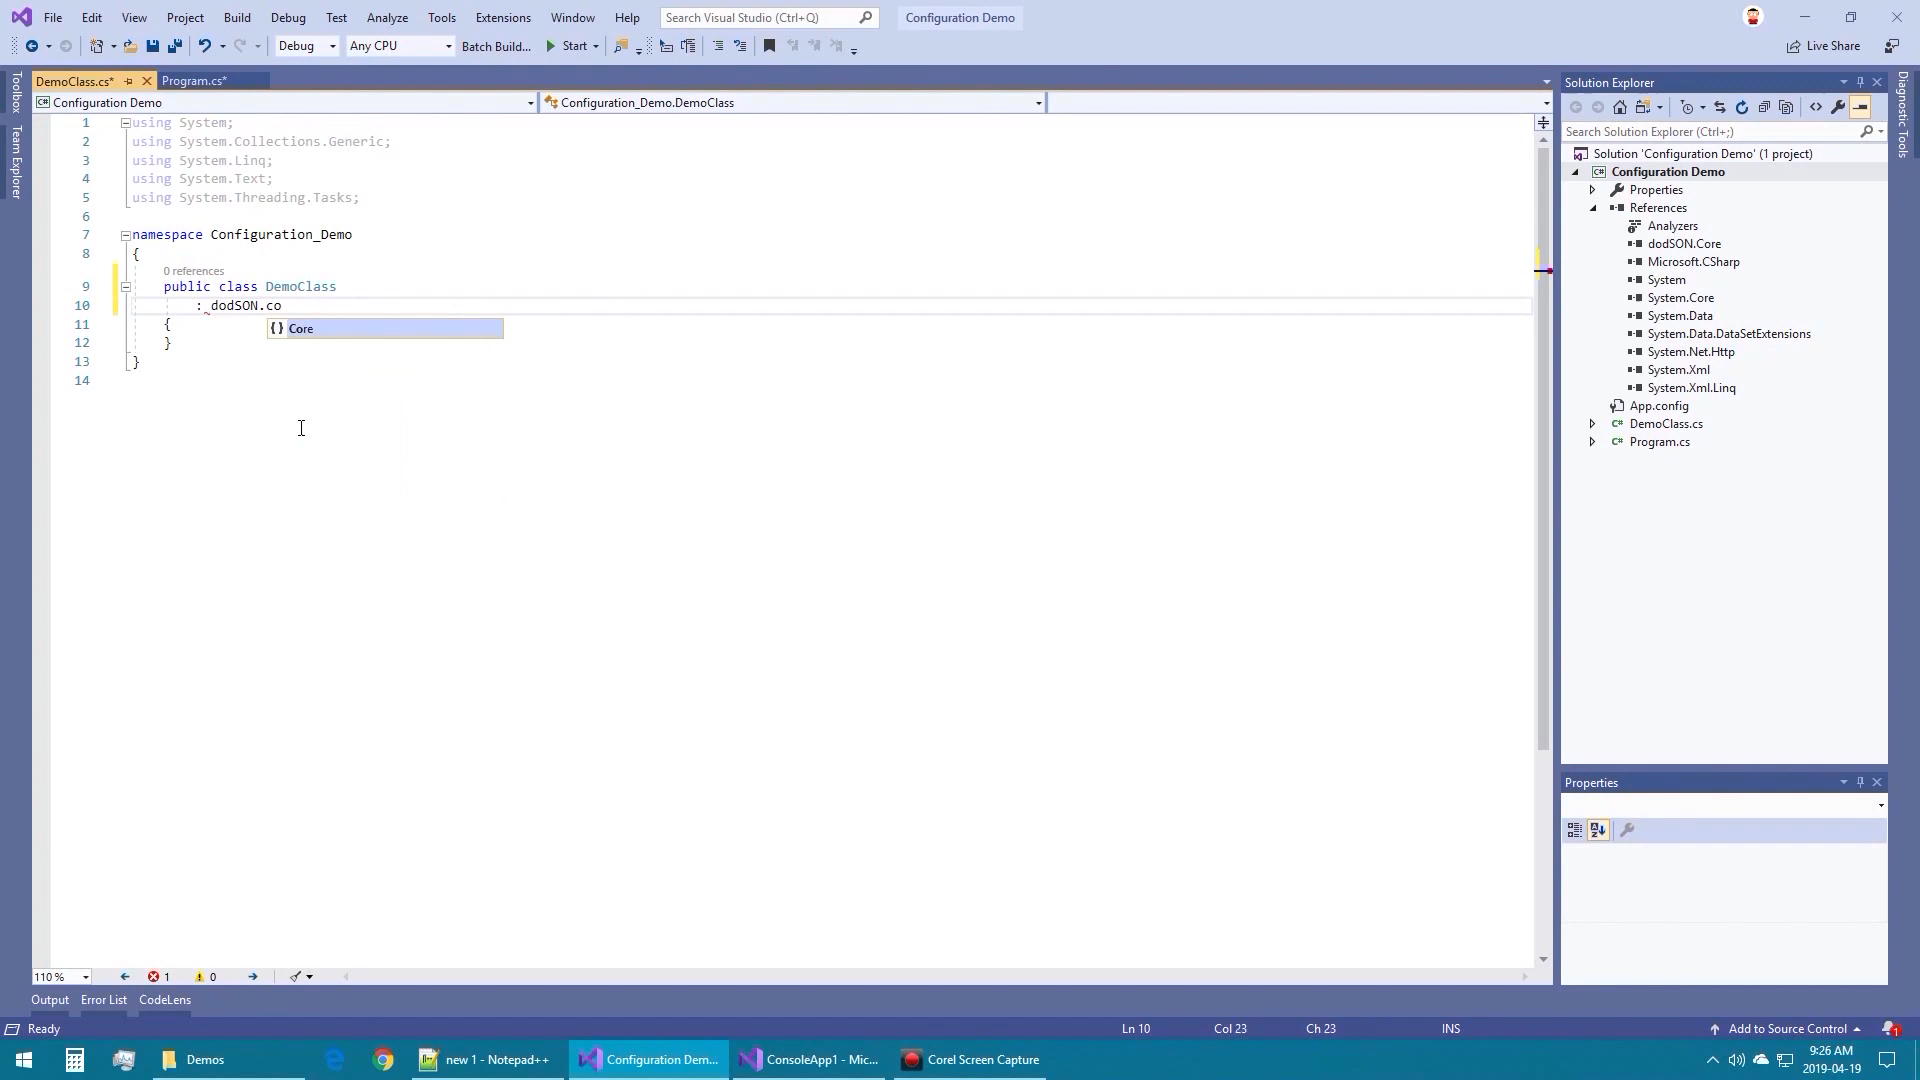 File Edit View Project Build Debug Test Analyze Tools Extensions Window Help Search Visual Studio (Ctrl+Q) Configuration Demo
Debug Any CPU Batch Build... Start Live Share
Toolbox
Team Explorer
DemoClass.cs* Program.cs*
Configuration Demo Configuration_Demo.DemoClass
1 using System;
2 using System.Collections.Generic;
3 using System.Linq;
4 using System.Text;
5 using System.Threading.Tasks;
6
7 namespace Configuration_Demo
8 {
0 references
9 public class DemoClass
10 : dodSON.co
11 {
{} Core
12 }
13 }
14
110 % 1 0
Solution Explorer
Search Solution Explorer (Ctrl+;)
Solution 'Configuration Demo' (1 project)
C# Configuration Demo
Properties
References
Analyzers
dodSON.Core
Microsoft.CSharp
System
System.Core
System.Data
System.Data.DataSetExtensions
System.Net.Http
System.Xml
System.Xml.Linq
App.config
C# DemoClass.cs
C# Program.cs
Diagnostic Tools
Properties
Output Error List CodeLens
Ready Ln 10 Col 23 Ch 23 INS Add to Source Control 1
Demos new 1 - Notepad++ Configuration Dem... ConsoleApp1 - Mic... Corel Screen Capture 9:26 AM
2019-04-19